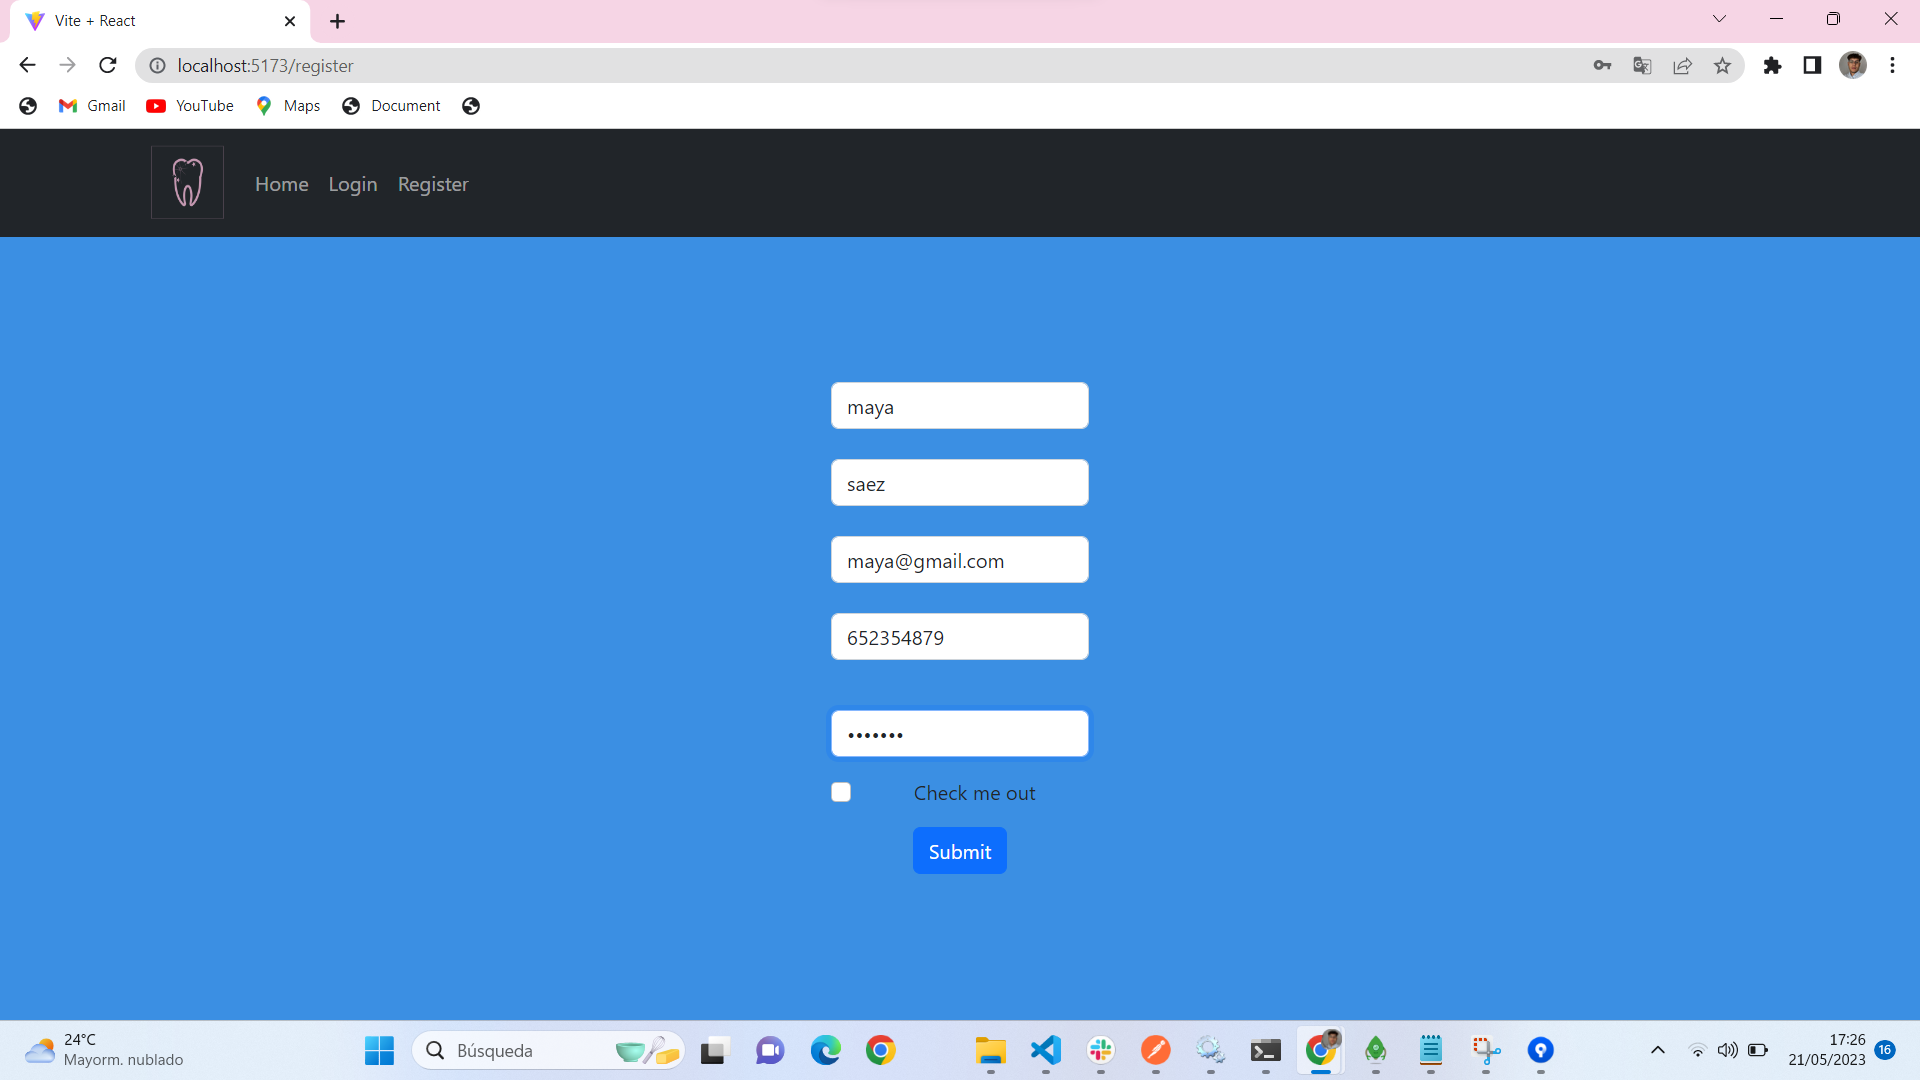 Vite + React
localhost:5173/register
Gmail YouTube Maps Document
Home Login Register
maya
saez
maya@gmail.com
652354879
•••••••
Check me out
Submit
24°C
Mayorm. nublado
Búsqueda
17:26
21/05/2023
16